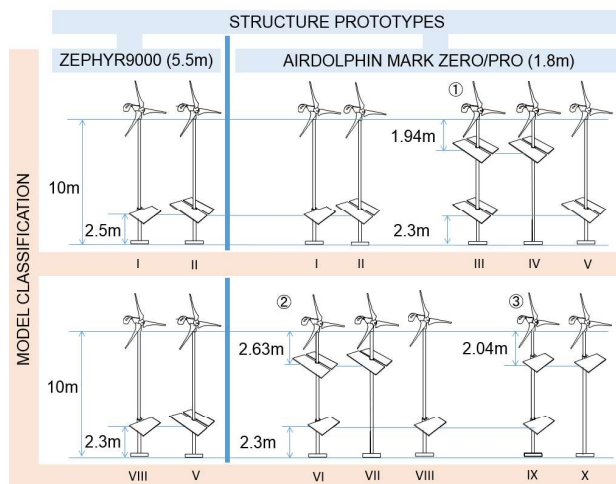 STRUCTURE PROTOTYPES
ZEPHYR9000 (5.5m)
AIRDOLPHIN MARK ZERO/PRO (1.8m)
MODEL CLASSIFICATION
①
1.94m
10m
2.5m
2.3m
I II I II III IV V
②
③
2.63m
2.04m
10m
2.3m
2.3m
VIII V VI VII VIII IX X